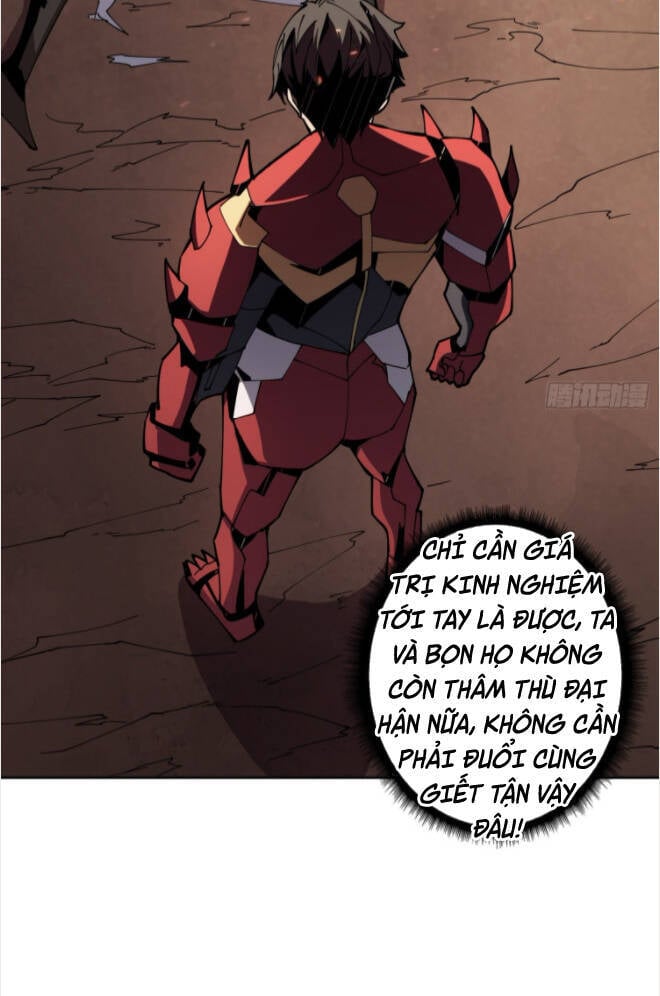 腾讯动漫
CHỈ CẦN GIÁ
TRỊ KINH NGHIỆM
TỚI TAY LÀ ĐƯỢC, TA
VÀ BỌN HỌ KHÔNG
CÒN THÂM THÙ ĐẠI
HẬN NỮA, KHÔNG CẦN
PHẢI ĐUỔI CÙNG
GIẾT TẬN VẬY
ĐÂU!